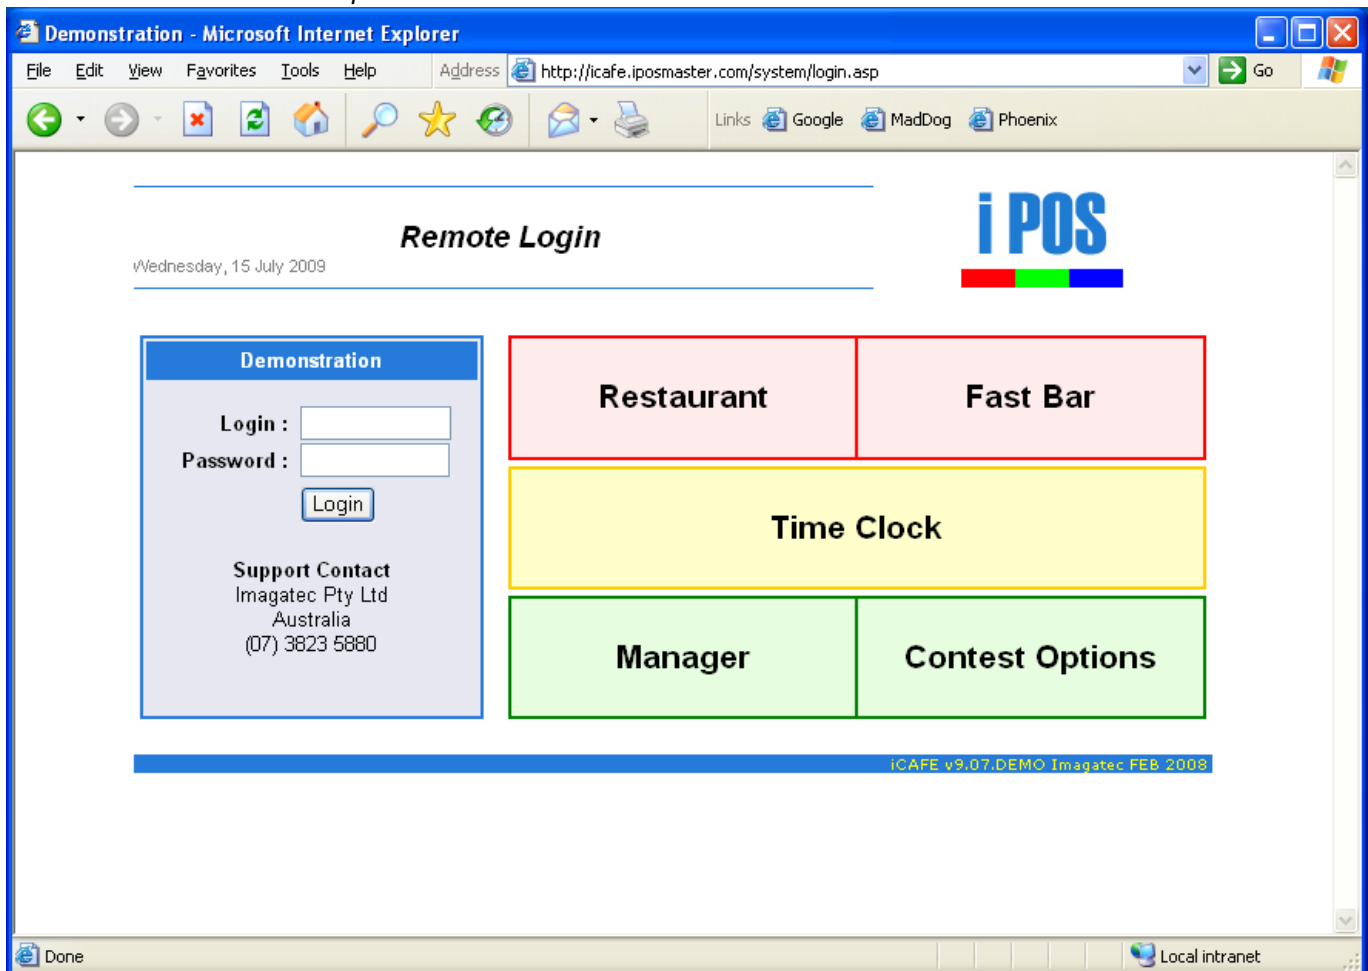 Demonstration - Microsoft Internet Explorer
File Edit View Favorites Tools Help Address http://icafe.iposmaster.com/system/login.asp Go
Links Google MadDog Phoenix
Remote Login
Wednesday, 15 July 2009
i POS
Demonstration
Login :
Password :
Login
Support Contact
Imagatec Pty Ltd
Australia
(07) 3823 5880
Restaurant Fast Bar
Time Clock
Manager Contest Options
iCAFE v9.07.DEMO Imagatec FEB 2008
Done Local intranet